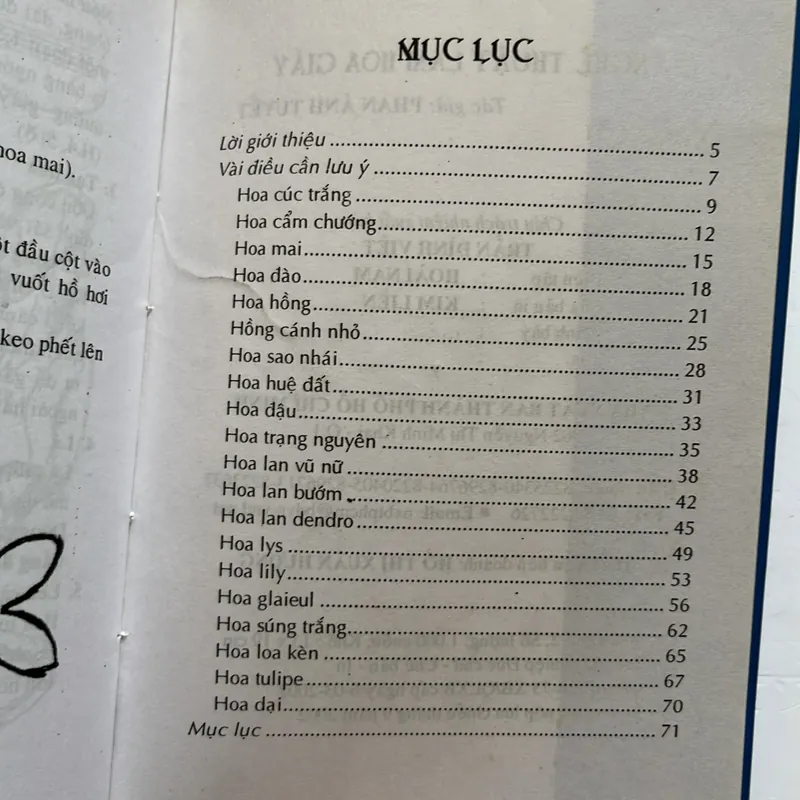 hoa mai).
đầu cột vào
vuốt hồ hơi
keo phết lên
MỤC LỤC
Lời giới thiệu ........ 5
Vài điều cần lưu ý ........ 7
Hoa cúc trắng ........ 9
Hoa cẩm chướng ........ 12
Hoa mai ........ 15
Hoa đào ........ 18
Hoa hồng ........ 21
Hồng cánh nhỏ ........ 25
Hoa sao nhái ........ 28
Hoa huệ đất ........ 31
Hoa đậu ........ 33
Hoa trạng nguyên ........ 35
Hoa lan vũ nữ ........ 38
Hoa lan bướm ........ 42
Hoa lan dendro ........ 45
Hoa lys ........ 49
Hoa lily ........ 53
Hoa glaieul ........ 56
Hoa súng trắng ........ 62
Hoa loa kèn ........ 65
Hoa tulipe ........ 67
Hoa dại ........ 70
Mục lục ........ 71